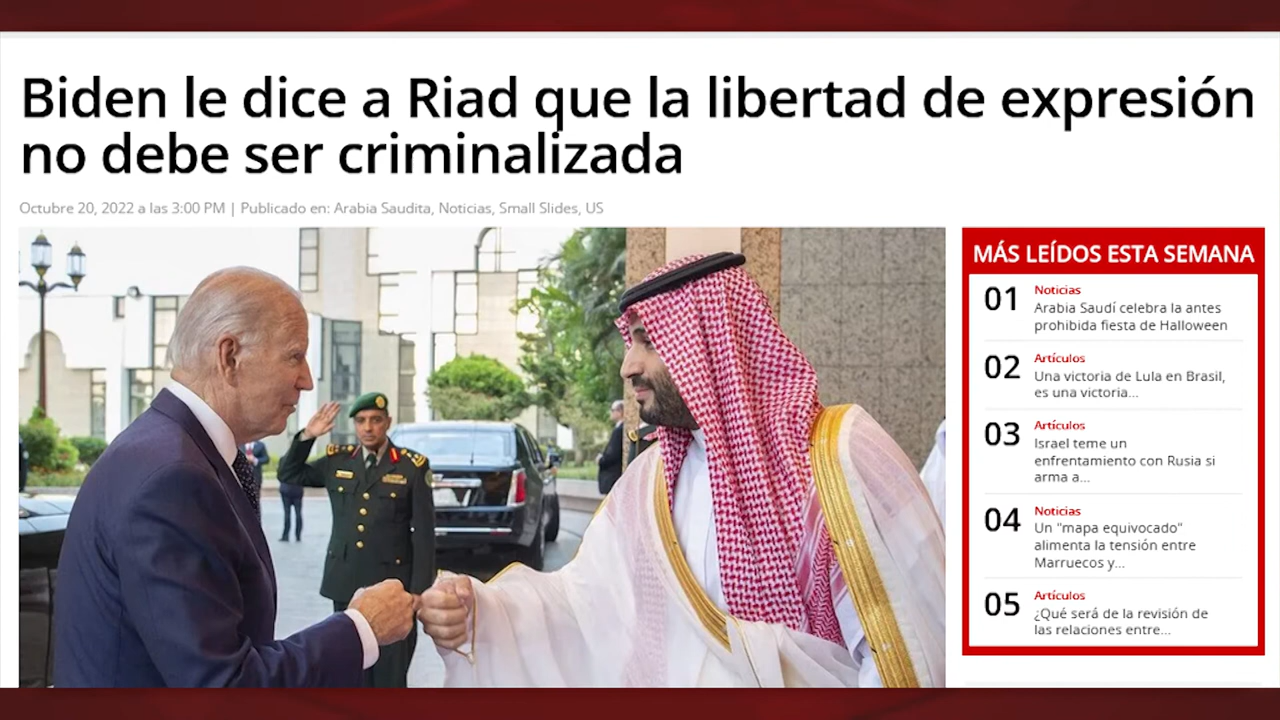 Biden le dice a Riad que la libertad de expresión
no debe ser criminalizada
Octubre 20, 2022 a las 3:00 PM | Publicado en: Arabia Saudita, Noticias, Small Slides, US
MÁS LEÍDOS ESTA SEMANA
01
Noticias
Arabia Saudí celebra la antes
prohibida fiesta de Halloween
02
Artículos
Una victoria de Lula en Brasil,
es una victoria...
03
Artículos
Israel teme un
enfrentamiento con Rusia si
arma a...
04
Noticias
Un "mapa equivocado"
alimenta la tensión entre
Marruecos y...
05
Artículos
¿Qué será de la revisión de
las relaciones entre...